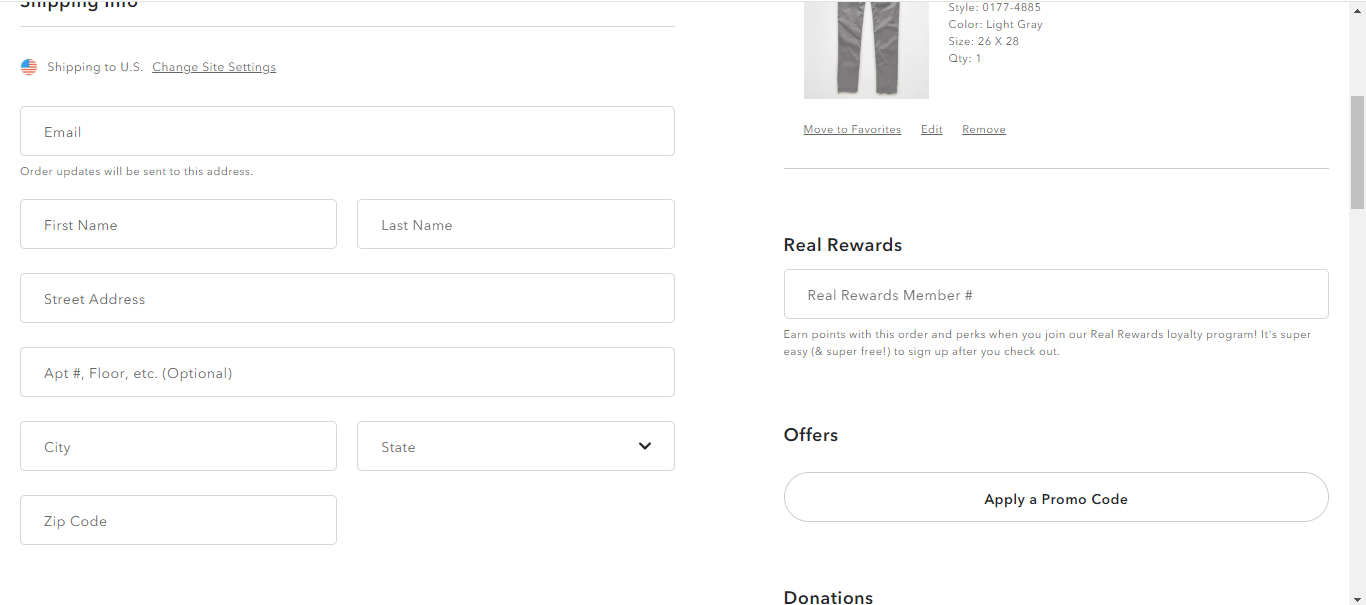 Shipping Info
Shipping to U.S. Change Site Settings
Email
Order updates will be sent to this address.
First Name
Last Name
Street Address
Apt #, Floor, etc. (Optional)
City
State
Zip Code
Style: 0177-4885
Color: Light Gray
Size: 26 X 28
Qty: 1
Move to Favorites Edit Remove
Real Rewards
Real Rewards Member #
Earn points with this order and perks when you join our Real Rewards loyalty program! It's super
easy (& super free!) to sign up after you check out.
Offers
Apply a Promo Code
Donations